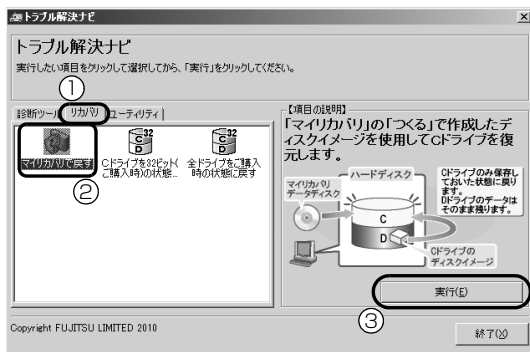 トラブル解決ナビ
トラブル解決ナビ
実行したい項目をクリックして選択してから、「実行」をクリックしてください。
①
診断ツール リカバリ ユーティリティ
32
C
D
マイリカバリで戻す
②
Cドライブを32ビット(
ご購入時)の状態...
32
C
D
全ドライブをご購入
時の状態に戻す
【項目の説明】
「マイリカバリ」の「つくる」で作成したデ
ィスクイメージを使用してCドライブを復
元します。
マイリカバリ
データディスク
ハードディスク
C
D
Cドライブのみ保存し
ておいた状態に戻り
ます。
Dドライブのデータは
そのまま残ります。
Cドライブの
ディスクイメージ
実行(E)
③
Copyright FUJITSU LIMITED 2010
終了(X)